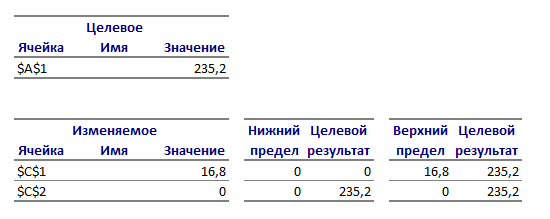 Целевое
Ячейка Имя Значение
$A$1 235,2
Изменяемое Нижний Целевой Верхний Целевой
Ячейка Имя Значение предел результат предел результат
$C$1 16,8 0 0 16,8 235,2
$C$2 0 0 235,2 0 235,2